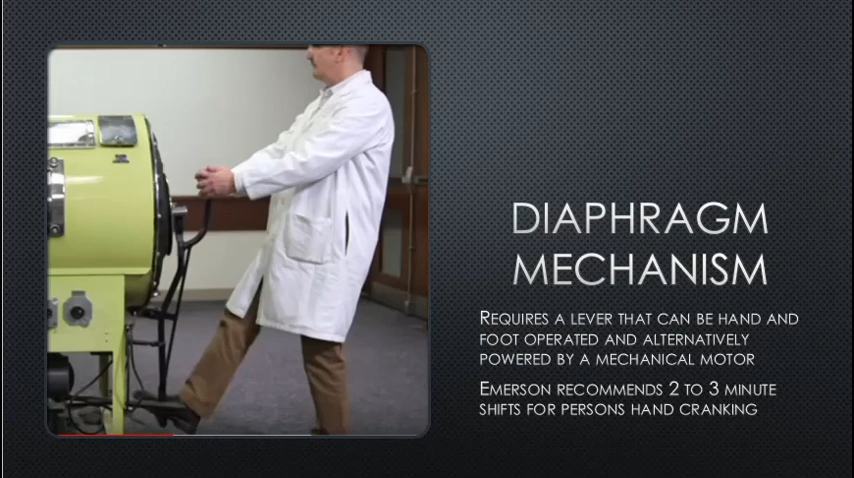 DIAPHRAGM
MECHANISM
REQUIRES A LEVER THAT CAN BE HAND AND
FOOT OPERATED AND ALTERNATIVELY
POWERED BY A MECHANICAL MOTOR
EMERSON RECOMMENDS 2 TO 3 MINUTE
SHIFTS FOR PERSONS HAND CRANKING